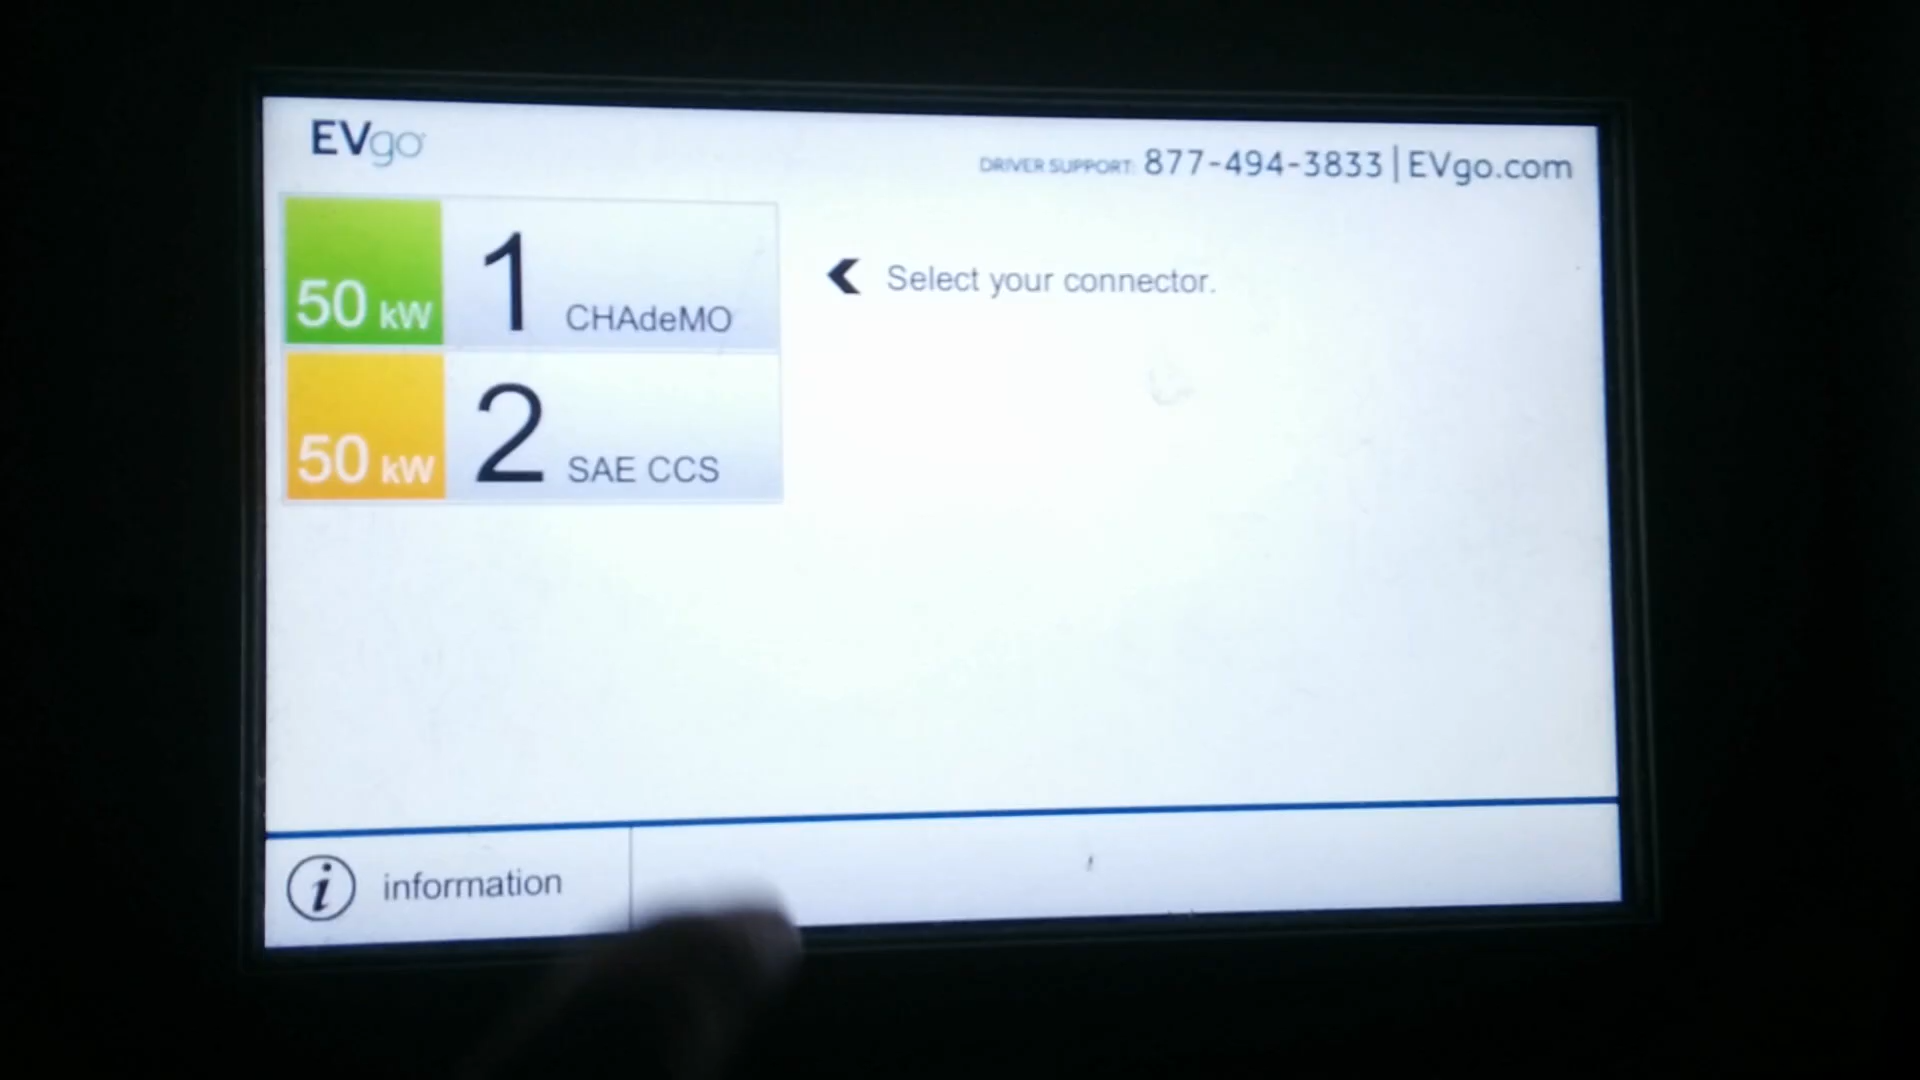 EVgo
DRIVER SUPPORT: 877-494-3833 | EVgo.com
50 kW 1 CHAdeMO
Select your connector.
50 kW 2 SAE CCS
i information